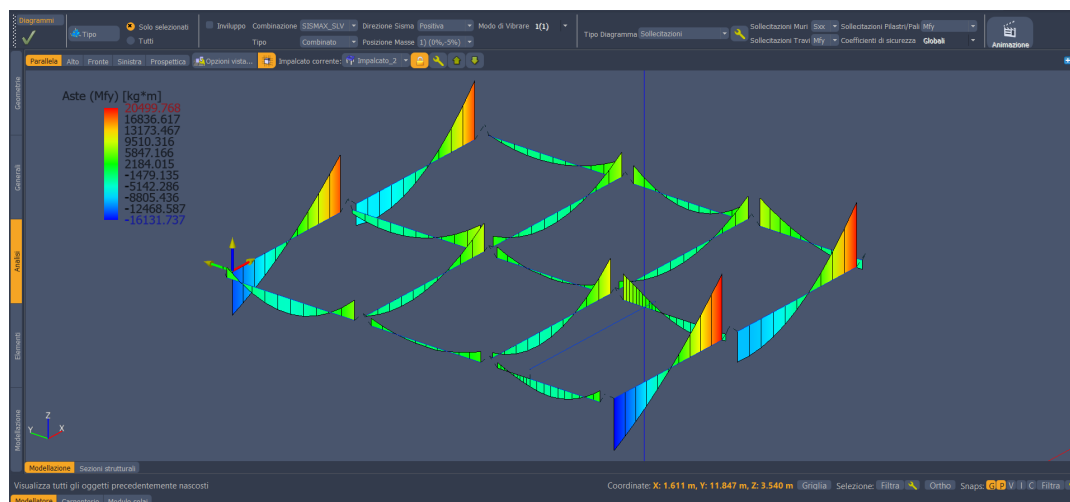 Diagrammi
Tipo
Solo selezionati
Tutti
Inviluppo Combinazione SISMAX_SLV Direzione Sisma Positiva Modo di Vibrare 1(1)
Tipo Combinato Posizione Masse 1) (0%,-5%)
Tipo Diagramma Sollecitazioni
Sollecitazioni Muri Sxx Sollecitazioni Pilastri/Pali Mfy
Sollecitazioni Travi Mfy Coefficienti di sicurezza Globali
Animazione
Parallela Alto Fronte Sinistra Prospettica Opzioni vista... Impalcato corrente: Impalcato_2
Geometrie
Generali
Analisi
Elementi
Modellazione
Aste (Mfy) [kg*m]
20499.768
16836.617
13173.467
9510.316
5847.166
2184.015
-1479.135
-5142.286
-8805.436
-12468.587
-16131.737
Z
Y
X
Modellazione Sezioni strutturali
Visualizza tutti gli oggetti precedentemente nascosti
Coordinate: X: 1.611 m, Y: 11.847 m, Z: 3.540 m Griglia Selezione: Filtra Ortho Snaps: G P V I C Filtra
Modellatore Carpenterie Modulo solai